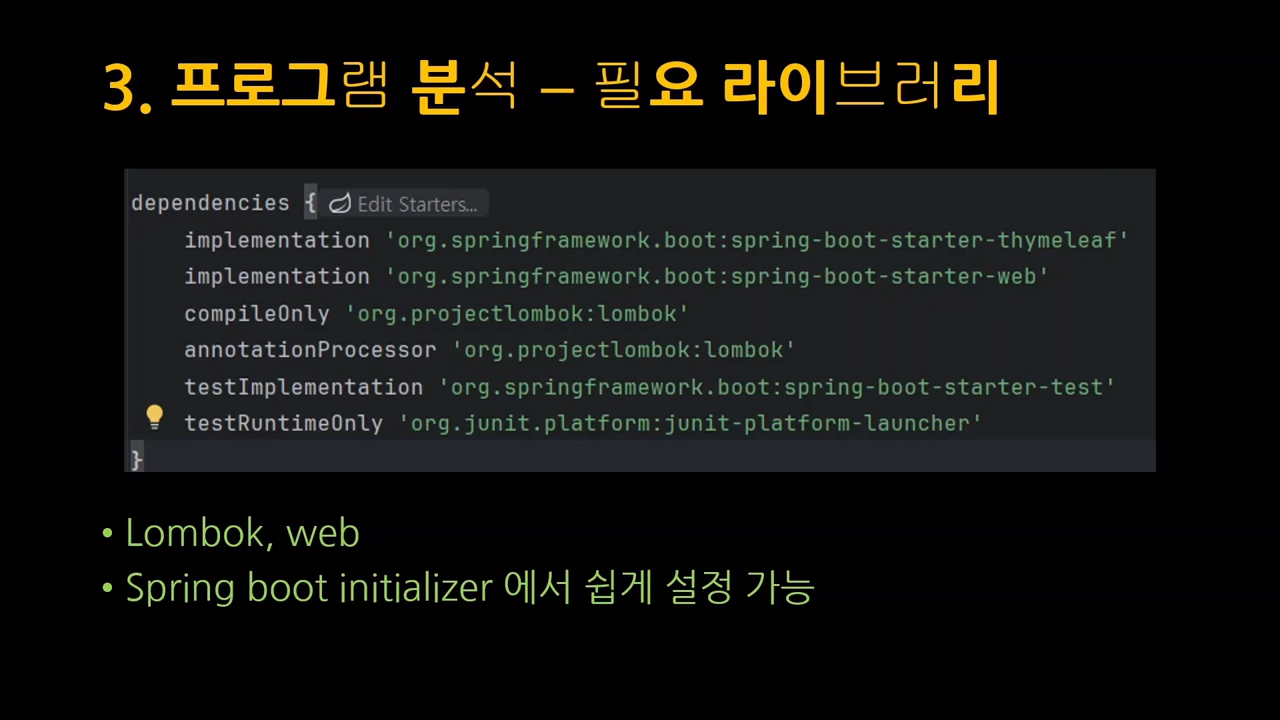 3. 프로그램 분석 – 필요 라이브러리
dependencies { Edit Starters...
implementation 'org.springframework.boot:spring-boot-starter-thymeleaf'
implementation 'org.springframework.boot:spring-boot-starter-web'
compileOnly 'org.projectlombok:lombok'
annotationProcessor 'org.projectlombok:lombok'
testImplementation 'org.springframework.boot:spring-boot-starter-test'
testRuntimeOnly 'org.junit.platform:junit-platform-launcher'
}
• Lombok, web
• Spring boot initializer 에서 쉽게 설정 가능